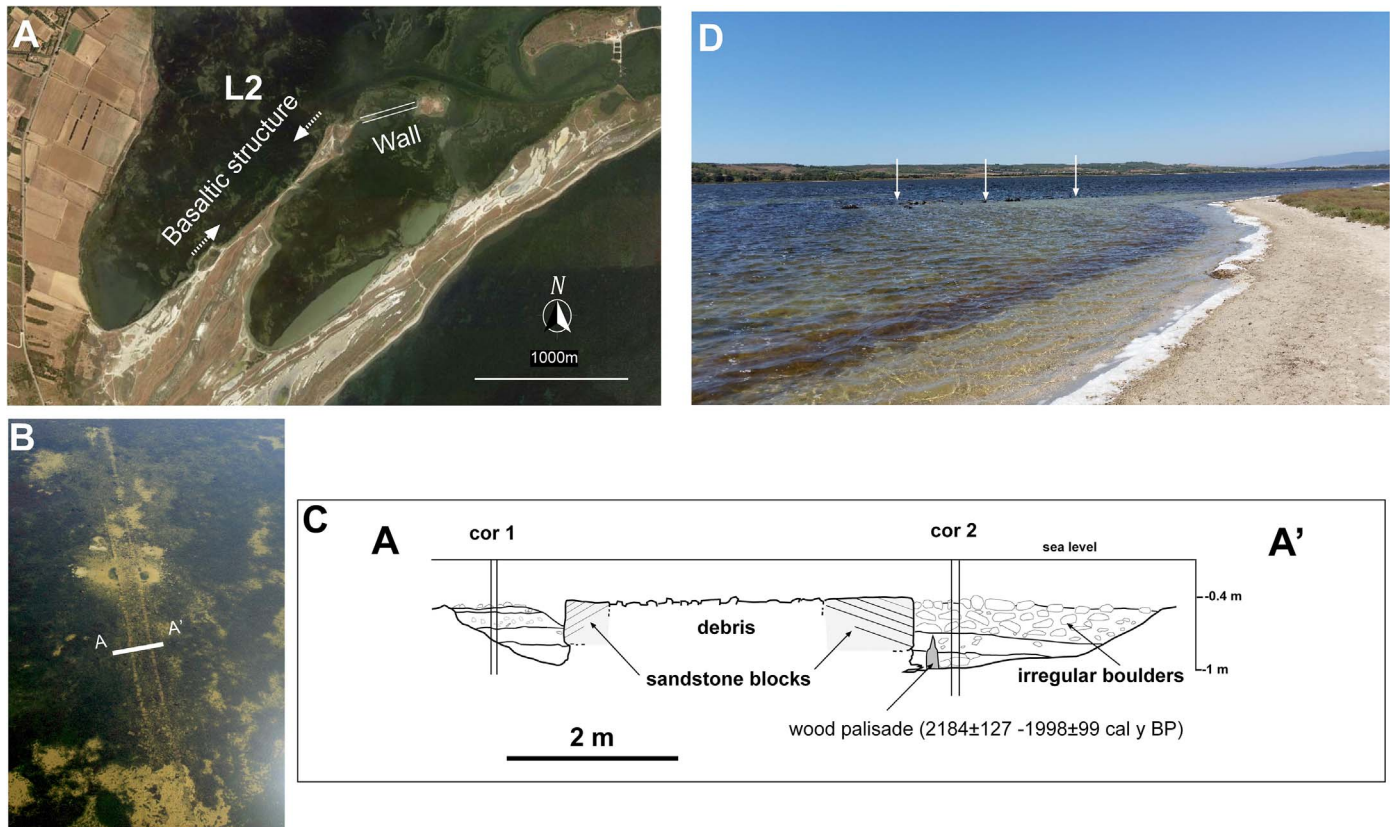 A
L2
Basaltic structure
Wall
N
1000m
D
B
A
A'
C
A
cor 1
cor 2
sea level
A'
-0.4 m
debris
sandstone blocks
irregular boulders
-1 m
wood palisade (2184±127 -1998±99 cal y BP)
2 m